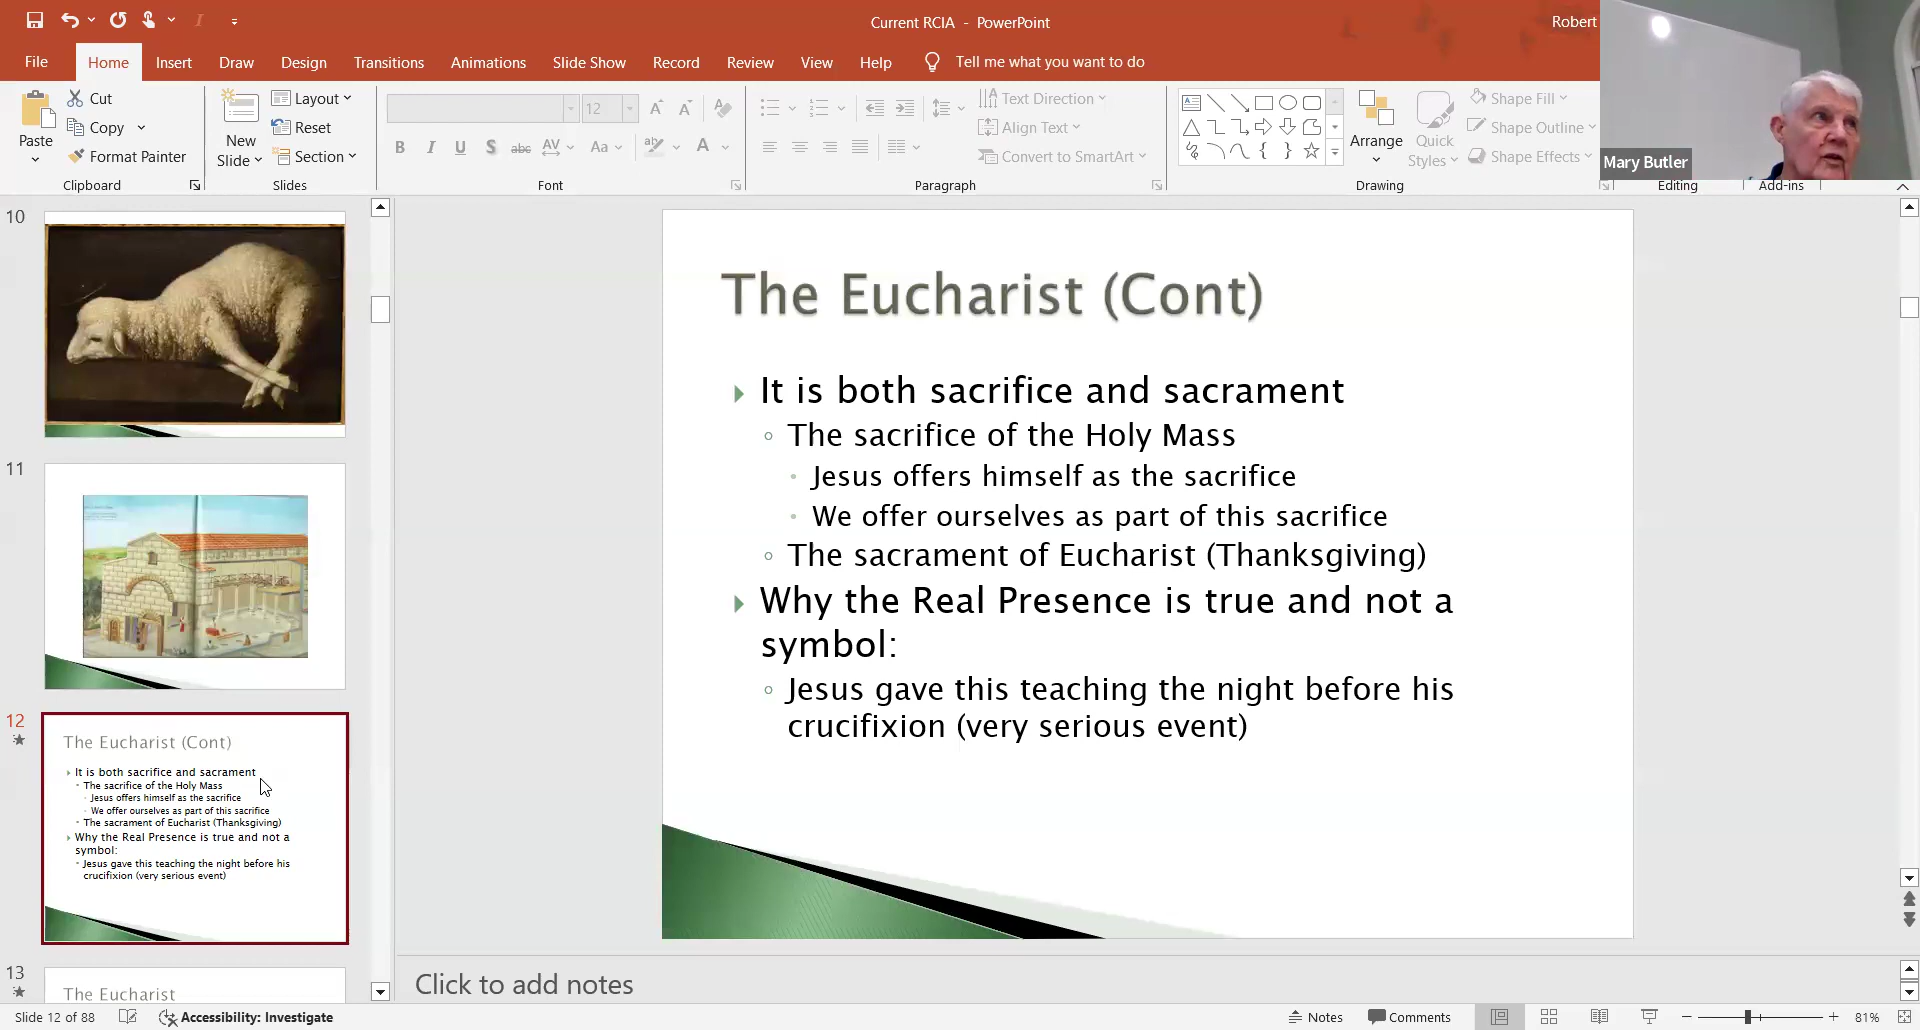 Current RCIA - PowerPoint
Robert
File
Home
Insert
Draw
Design
Transitions
Animations
Slide Show
Record
Review
View
Help
Tell me what you want to do
Paste
Cut
Copy
Format Painter
Clipboard
New
Slide
Layout
Reset
Section
Slides
12
B I U S abc AV Aa A
Font
Text Direction
Align Text
Convert to SmartArt
Paragraph
Arrange
Quick
Styles
Shape Fill
Shape Outline
Shape Effects
Drawing
Editing
Add-ins
Mary Butler
10
11
12
The Eucharist (Cont)
It is both sacrifice and sacrament
The sacrifice of the Holy Mass
Jesus offers himself as the sacrifice
We offer ourselves as part of this sacrifice
The sacrament of Eucharist (Thanksgiving)
Why the Real Presence is true and not a
symbol:
Jesus gave this teaching the night before his
crucifixion (very serious event)
13
The Eucharist
The Eucharist (Cont)
It is both sacrifice and sacrament
The sacrifice of the Holy Mass
Jesus offers himself as the sacrifice
We offer ourselves as part of this sacrifice
The sacrament of Eucharist (Thanksgiving)
Why the Real Presence is true and not a
symbol:
Jesus gave this teaching the night before his
crucifixion (very serious event)
Click to add notes
Slide 12 of 88
Accessibility: Investigate
Notes
Comments
81%